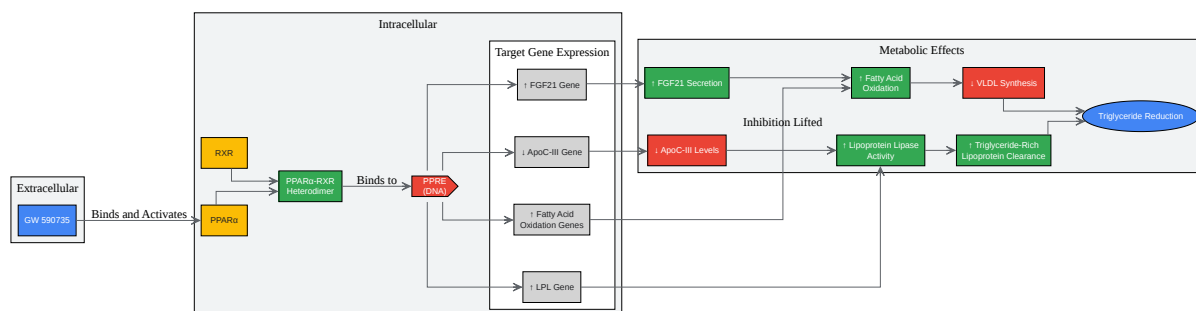 Intracellular
Target Gene Expression
Metabolic Effects
↑ FGF21 Gene
↑ FGF21 Secretion
↑ Fatty Acid
Oxidation
↓ VLDL Synthesis
Triglyceride Reduction
Inhibition Lifted
RXR
↓ ApoC-III Gene
↓ ApoC-III Levels
↑ Lipoprotein Lipase
Activity
↑ Triglyceride-Rich
Lipoprotein Clearance
PPARα-RXR
Heterodimer
Binds to
PPRE
(DNA)
Extracellular
GW 590735
Binds and Activates
PPARα
↑ Fatty Acid
Oxidation Genes
↑ LPL Gene